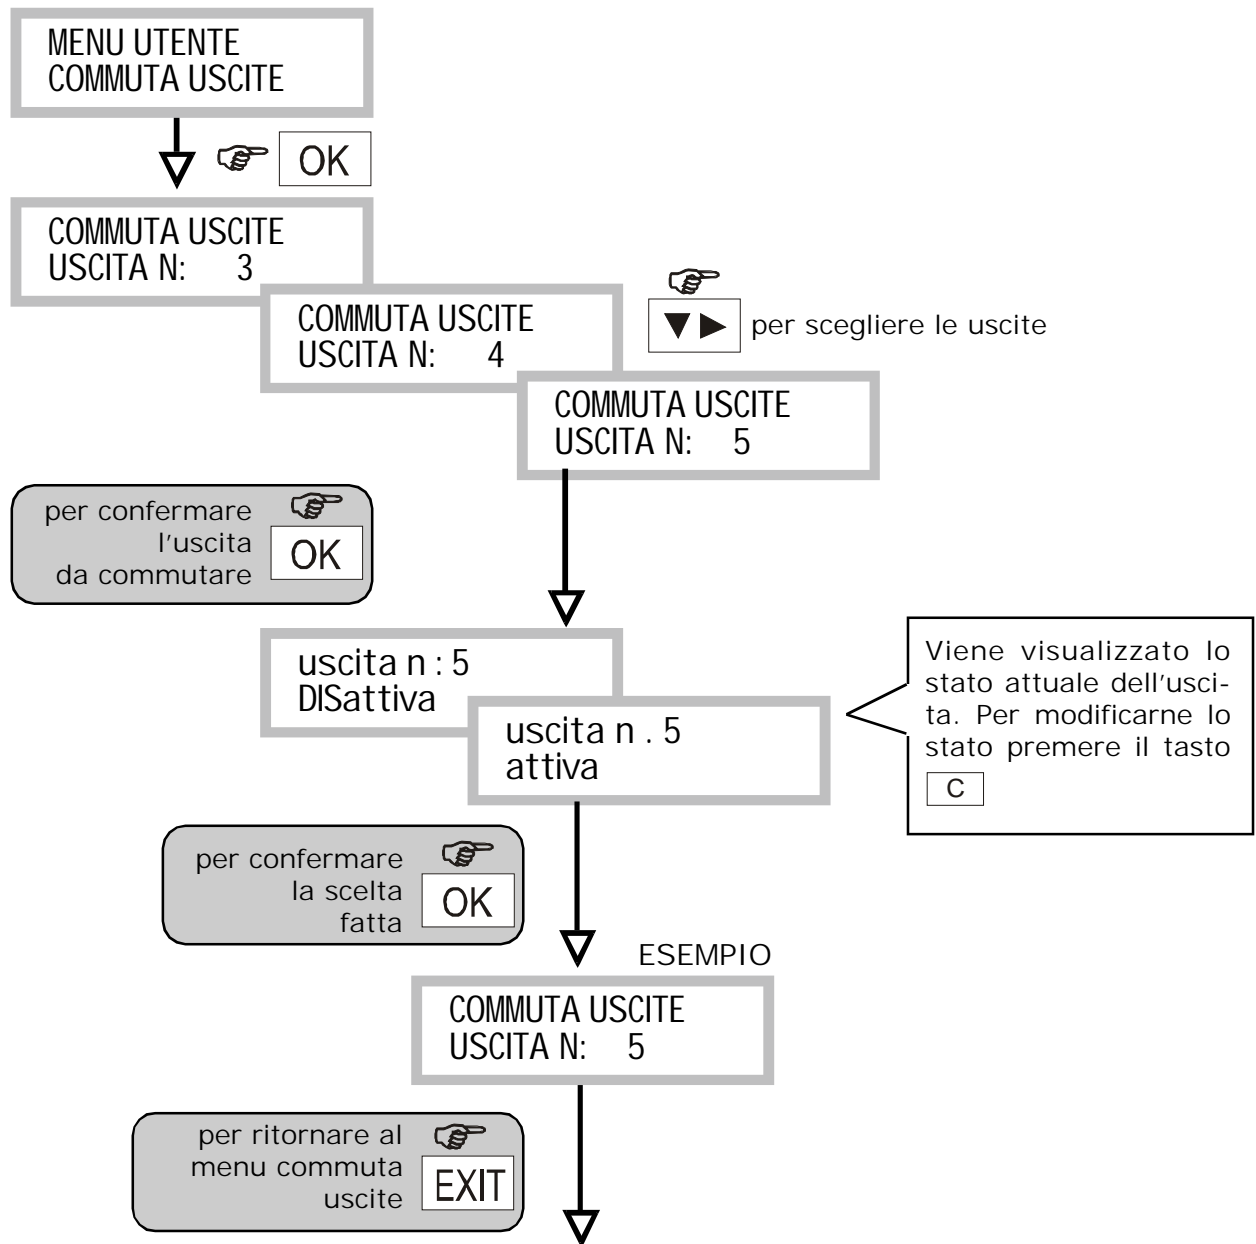 MENU UTENTE
COMMUTA USCITE
OK
COMMUTA USCITE
USCITA N: 3
COMMUTA USCITE
USCITA N: 4
per scegliere le uscite
COMMUTA USCITE
USCITA N: 5
per confermare
l'uscita
da commutare
OK
uscita n : 5
DISattiva
uscita n . 5
attiva
Viene visualizzato lo
stato attuale dell'usci-
ta. Per modificarne lo
stato premere il tasto
C
per confermare
la scelta
fatta
OK
ESEMPIO
COMMUTA USCITE
USCITA N: 5
per ritornare al
menu commuta
uscite
EXIT